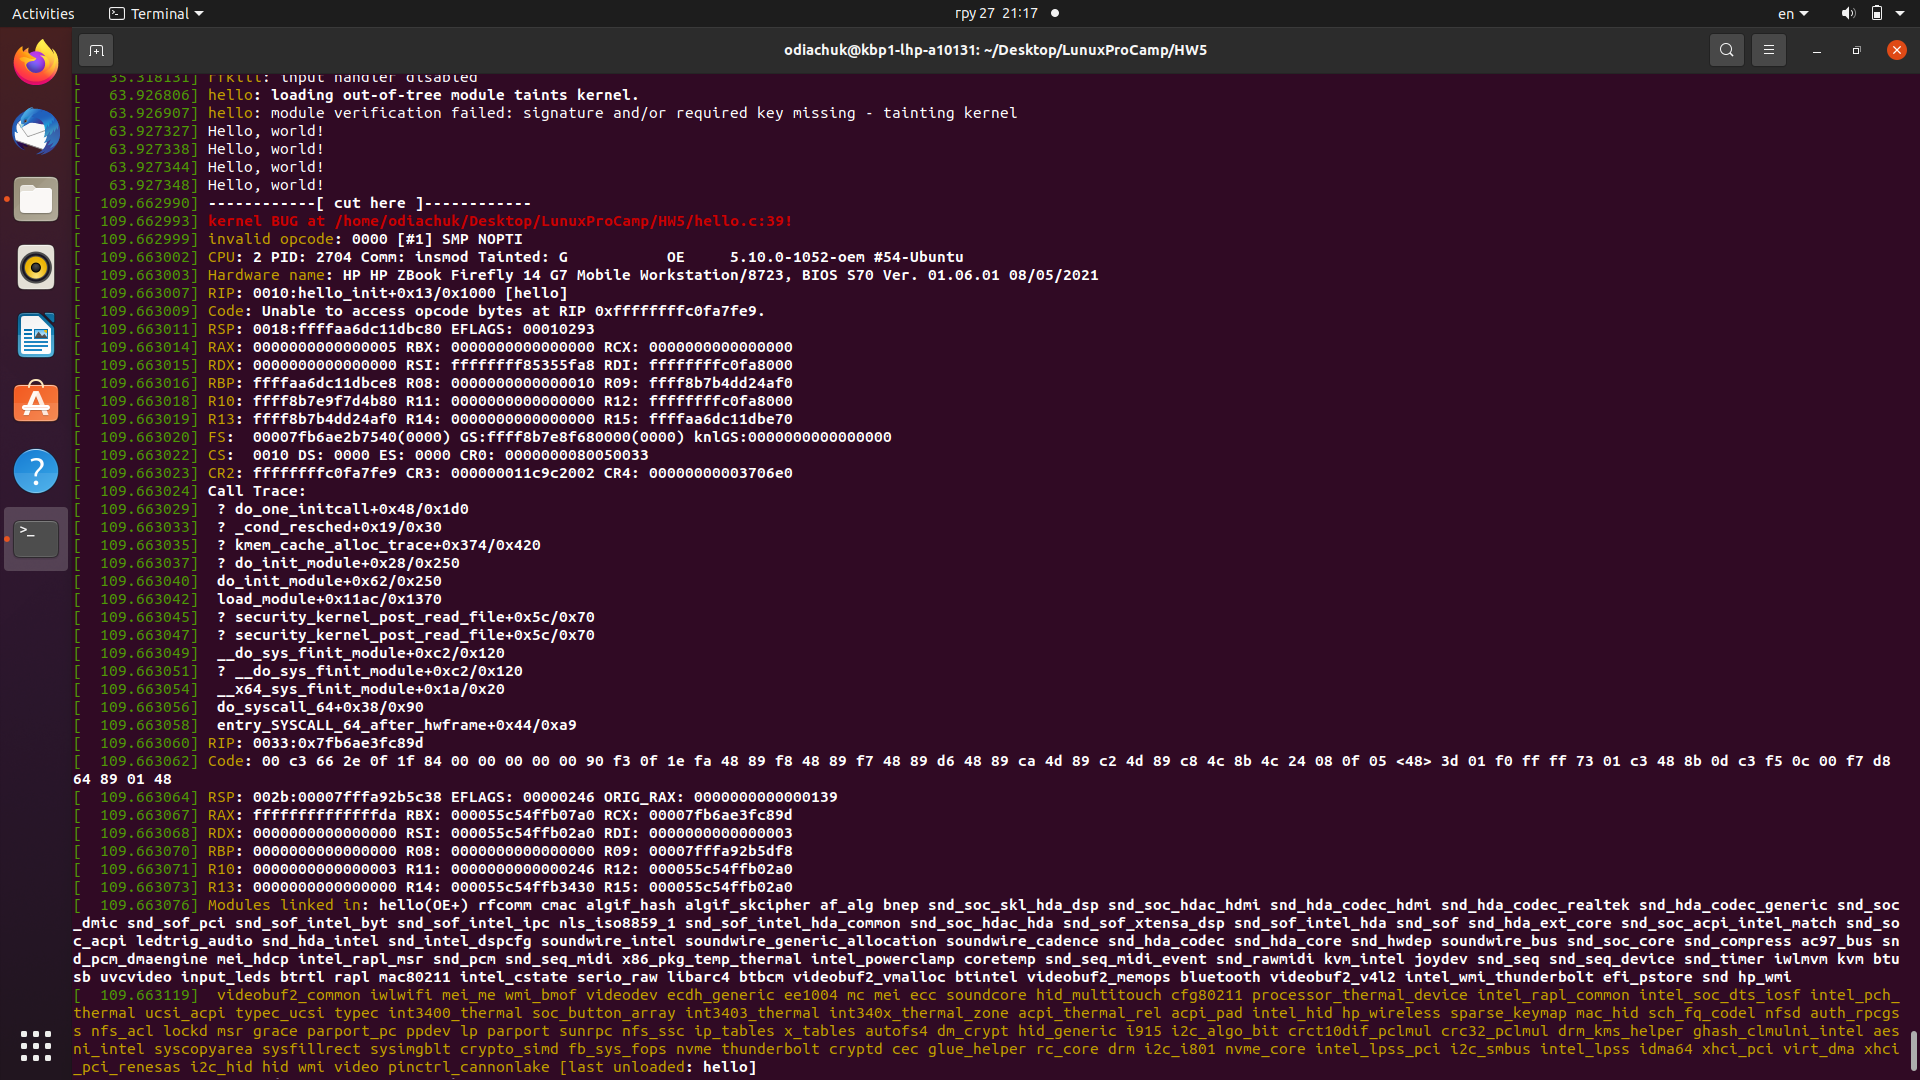 Activities
Terminal
гру 27 21:17
en
odiachuk@kbp1-lhp-a10131: ~/Desktop/LunuxProCamp/HW5
[   35.318131] rfkill: input handler disabled
[   63.926806] hello: loading out-of-tree module taints kernel.
[   63.926907] hello: module verification failed: signature and/or required key missing - tainting kernel
[   63.927327] Hello, world!
[   63.927338] Hello, world!
[   63.927344] Hello, world!
[   63.927348] Hello, world!
[  109.662990] ------------[ cut here ]------------
[  109.662993] kernel BUG at /home/odiachuk/Desktop/LunuxProCamp/HW5/hello.c:39!
[  109.662999] invalid opcode: 0000 [#1] SMP NOPTI
[  109.663002] CPU: 2 PID: 2704 Comm: insmod Tainted: G           OE     5.10.0-1052-oem #54-Ubuntu
[  109.663003] Hardware name: HP HP ZBook Firefly 14 G7 Mobile Workstation/8723, BIOS S70 Ver. 01.06.01 08/05/2021
[  109.663007] RIP: 0010:hello_init+0x13/0x1000 [hello]
[  109.663009] Code: Unable to access opcode bytes at RIP 0xffffffffc0fa7fe9.
[  109.663011] RSP: 0018:ffffaa6dc11dbc80 EFLAGS: 00010293
[  109.663014] RAX: 0000000000000005 RBX: 0000000000000000 RCX: 0000000000000000
[  109.663015] RDX: 0000000000000000 RSI: ffffffff85355fa8 RDI: ffffffffc0fa8000
[  109.663016] RBP: ffffaa6dc11dbce8 R08: 0000000000000010 R09: ffff8b7b4dd24af0
[  109.663018] R10: ffff8b7e9f7d4b80 R11: 0000000000000000 R12: ffffffffc0fa8000
[  109.663019] R13: ffff8b7b4dd24af0 R14: 0000000000000000 R15: ffffaa6dc11dbe70
[  109.663020] FS:  00007fb6ae2b7540(0000) GS:ffff8b7e8f680000(0000) knlGS:0000000000000000
[  109.663022] CS:  0010 DS: 0000 ES: 0000 CR0: 0000000080050033
[  109.663023] CR2: ffffffffc0fa7fe9 CR3: 000000011c9c2002 CR4: 00000000003706e0
[  109.663024] Call Trace:
[  109.663029]  ? do_one_initcall+0x48/0x1d0
[  109.663033]  ? _cond_resched+0x19/0x30
[  109.663035]  ? kmem_cache_alloc_trace+0x374/0x420
[  109.663037]  ? do_init_module+0x28/0x250
[  109.663040]  do_init_module+0x62/0x250
[  109.663042]  load_module+0x11ac/0x1370
[  109.663045]  ? security_kernel_post_read_file+0x5c/0x70
[  109.663047]  ? security_kernel_post_read_file+0x5c/0x70
[  109.663049]  __do_sys_finit_module+0xc2/0x120
[  109.663051]  ? __do_sys_finit_module+0xc2/0x120
[  109.663054]  __x64_sys_finit_module+0x1a/0x20
[  109.663056]  do_syscall_64+0x38/0x90
[  109.663058]  entry_SYSCALL_64_after_hwframe+0x44/0xa9
[  109.663060] RIP: 0033:0x7fb6ae3fc89d
[  109.663062] Code: 00 c3 66 2e 0f 1f 84 00 00 00 00 00 90 f3 0f 1e fa 48 89 f8 48 89 f7 48 89 d6 48 89 ca 4d 89 c2 4d 89 c8 4c 8b 4c 24 08 0f 05 <48> 3d 01 f0 ff ff 73 01 c3 48 8b 0d c3 f5 0c 00 f7 d8
64 89 01 48
[  109.663064] RSP: 002b:00007fffa92b5c38 EFLAGS: 00000246 ORIG_RAX: 0000000000000139
[  109.663067] RAX: ffffffffffffffda RBX: 000055c54ffb07a0 RCX: 00007fb6ae3fc89d
[  109.663068] RDX: 0000000000000000 RSI: 000055c54ffb02a0 RDI: 0000000000000003
[  109.663070] RBP: 0000000000000000 R08: 0000000000000000 R09: 00007fffa92b5df8
[  109.663071] R10: 0000000000000003 R11: 0000000000000246 R12: 000055c54ffb02a0
[  109.663073] R13: 0000000000000000 R14: 000055c54ffb3430 R15: 000055c54ffb02a0
[  109.663076] Modules linked in: hello(OE+) rfcomm cmac algif_hash algif_skcipher af_alg bnep snd_soc_skl_hda_dsp snd_soc_hdac_hdmi snd_hda_codec_hdmi snd_hda_codec_realtek snd_hda_codec_generic snd_soc
_dmic snd_sof_pci snd_sof_intel_byt snd_sof_intel_ipc nls_iso8859_1 snd_sof_intel_hda_common snd_soc_hdac_hda snd_sof_xtensa_dsp snd_sof_intel_hda snd_sof snd_hda_ext_core snd_soc_acpi_intel_match snd_so
c_acpi ledtrig_audio snd_hda_intel snd_intel_dspcfg soundwire_intel soundwire_generic_allocation soundwire_cadence snd_hda_codec snd_hda_core snd_hwdep soundwire_bus snd_soc_core snd_compress ac97_bus sn
d_pcm_dmaengine mei_hdcp intel_rapl_msr snd_pcm snd_seq_midi x86_pkg_temp_thermal intel_powerclamp coretemp snd_seq_midi_event snd_rawmidi kvm_intel joydev snd_seq snd_seq_device snd_timer iwlmvm kvm btu
sb uvcvideo input_leds btrtl rapl mac80211 intel_cstate serio_raw libarc4 btbcm videobuf2_vmalloc btintel videobuf2_memops bluetooth videobuf2_v4l2 intel_wmi_thunderbolt efi_pstore snd hp_wmi
[  109.663119]  videobuf2_common iwlwifi mei_me wmi_bmof videodev ecdh_generic ee1004 mc mei ecc soundcore hid_multitouch cfg80211 processor_thermal_device intel_rapl_common intel_soc_dts_iosf intel_pch_
thermal ucsi_acpi typec_ucsi typec int3400_thermal soc_button_array int3403_thermal int340x_thermal_zone acpi_thermal_rel acpi_pad intel_hid hp_wireless sparse_keymap mac_hid sch_fq_codel nfsd auth_rpcgs
s nfs_acl lockd msr grace parport_pc ppdev lp parport sunrpc nfs_ssc ip_tables x_tables autofs4 dm_crypt hid_generic i915 i2c_algo_bit crct10dif_pclmul crc32_pclmul drm_kms_helper ghash_clmulni_intel aes
ni_intel syscopyarea sysfillrect sysimgblt crypto_simd fb_sys_fops nvme thunderbolt cryptd cec glue_helper rc_core drm i2c_i801 nvme_core intel_lpss_pci i2c_smbus intel_lpss idma64 xhci_pci virt_dma xhci
_pci_renesas i2c_hid hid wmi video pinctrl_cannonlake [last unloaded: hello]